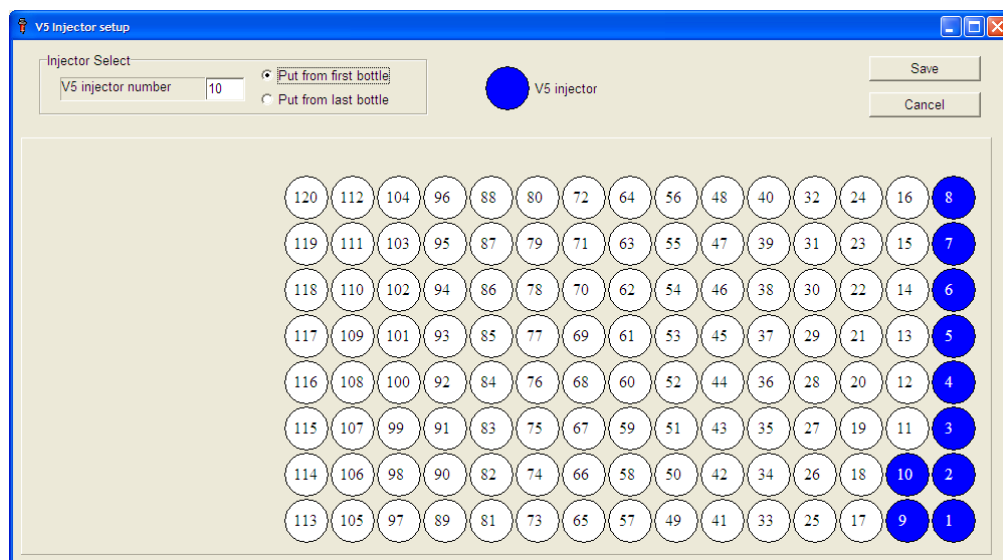 V5 Injector setup
Injector Select
V5 injector number 10
Put from first bottle
Put from last bottle
V5 injector
Save
Cancel
120 112 104 96 88 80 72 64 56 48 40 32 24 16 8
119 111 103 95 87 79 71 63 55 47 39 31 23 15 7
118 110 102 94 86 78 70 62 54 46 38 30 22 14 6
117 109 101 93 85 77 69 61 53 45 37 29 21 13 5
116 108 100 92 84 76 68 60 52 44 36 28 20 12 4
115 107 99 91 83 75 67 59 51 43 35 27 19 11 3
114 106 98 90 82 74 66 58 50 42 34 26 18 10 2
113 105 97 89 81 73 65 57 49 41 33 25 17 9 1